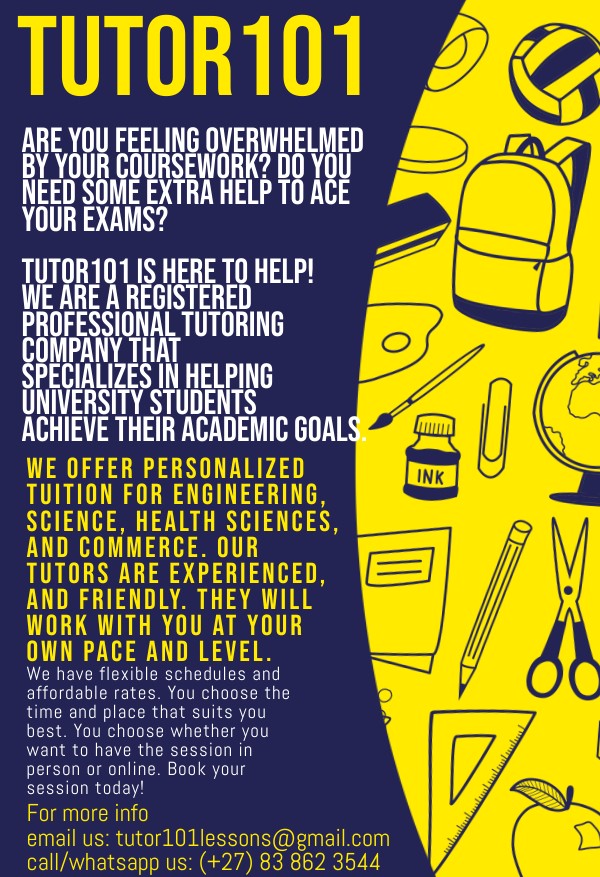 TUTOR101
ARE YOU FEELING OVERWHELMED
BY YOUR COURSEWORK? DO YOU
NEED SOME EXTRA HELP TO ACE
YOUR EXAMS?
TUTOR101 IS HERE TO HELP!
WE ARE A REGISTERED
PROFESSIONAL TUTORING
COMPANY THAT
SPECIALIZES IN HELPING
UNIVERSITY STUDENTS
ACHIEVE THEIR ACADEMIC GOALS.
WE OFFER PERSONALIZED
TUITION FOR ENGINEERING,
SCIENCE, HEALTH SCIENCES,
AND COMMERCE. OUR
TUTORS ARE EXPERIENCED,
AND FRIENDLY. THEY WILL
WORK WITH YOU AT YOUR
OWN PACE AND LEVEL.
We have flexible schedules and
affordable rates. You choose the
time and place that suits you
best. You choose whether you
want to have the session in
person or online. Book your
session today!
For more info
email us: tutor101lessons@gmail.com
call/whatsapp us: (+27) 83 862 3544
INK